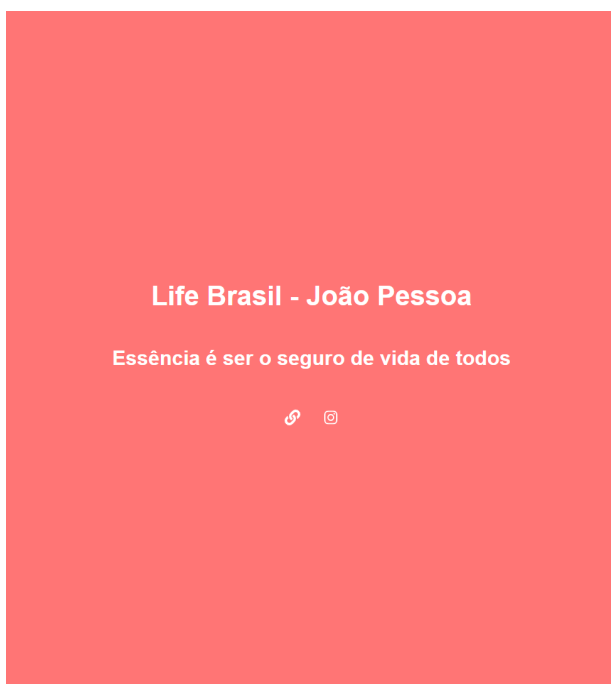 Life Brasil - João Pessoa
Essência é ser o seguro de vida de todos